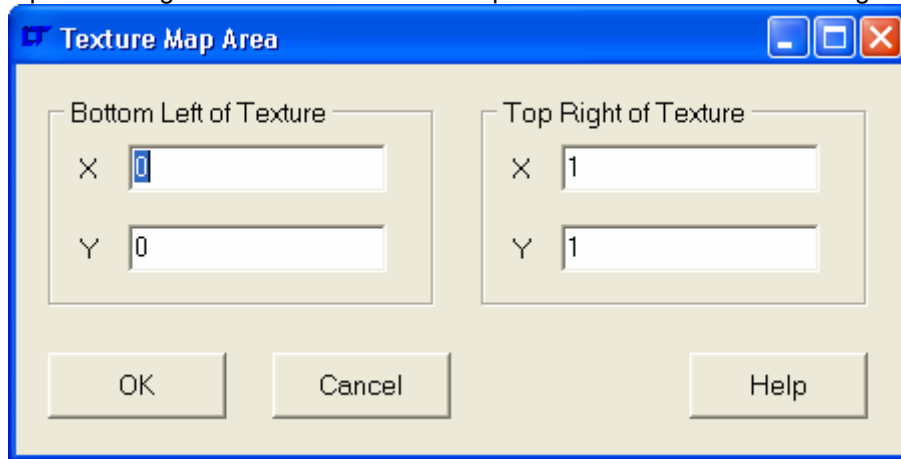 Texture Map Area
Bottom Left of Texture
X 0
Y 0
Top Right of Texture
X 1
Y 1
OK Cancel Help